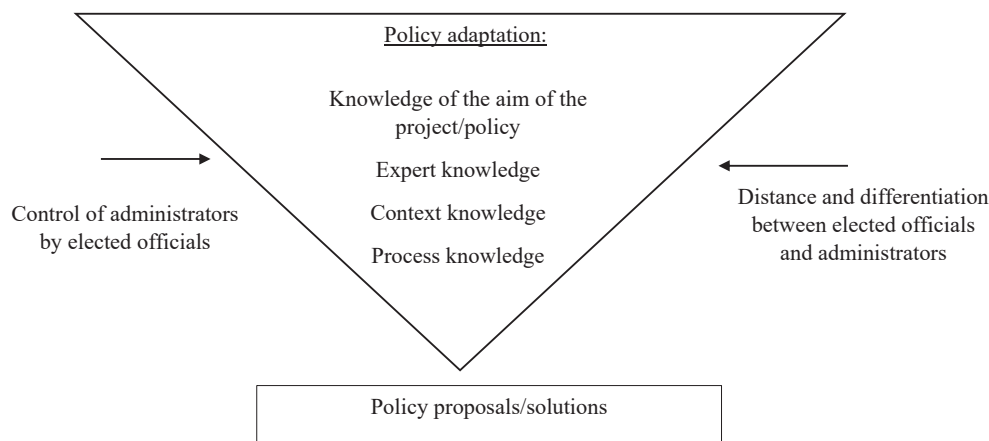 Policy adaptation:
Knowledge of the aim of the
project/policy
Expert knowledge
Context knowledge
Process knowledge
Control of administrators
by elected officials
Distance and differentiation
between elected officials
and administrators
Policy proposals/solutions